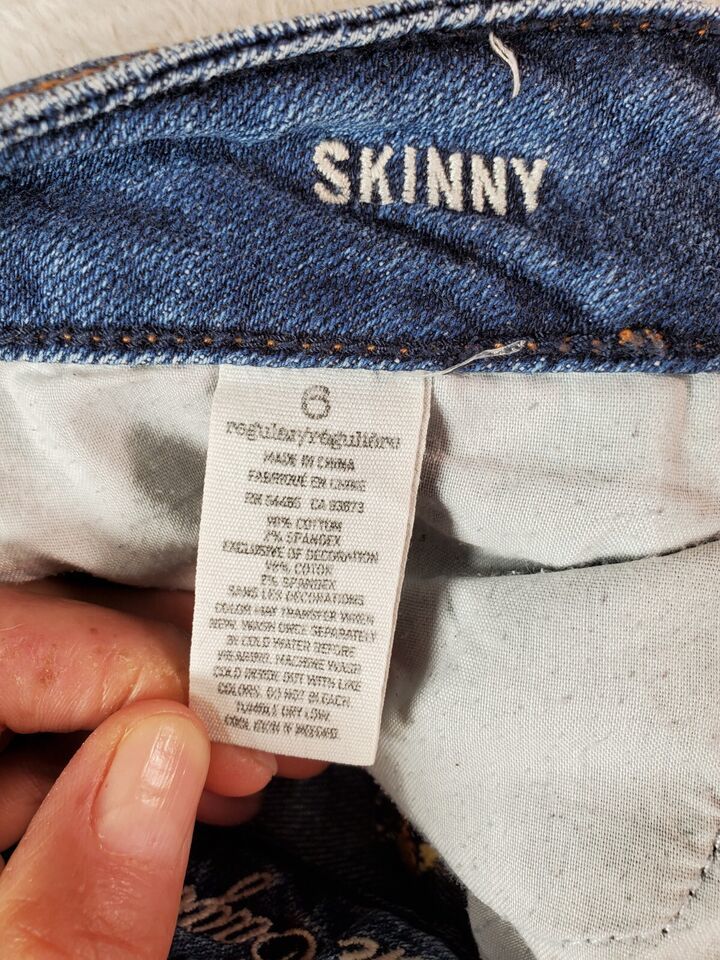 SKINNY
6
regular/régulière
MADE IN CHINA
FABRIQUÉ EN CHINE
RN 54485 CA 03873
98% COTTON
2% SPANDEX
EXCLUSIVE OF DECORATION
98% COTON
2% SPANDEX
SANS LES DÉCORATIONS
COLOR MAY TRANSFER WHEN
NEW. WASH ONCE SEPARATELY
IN COLD WATER BEFORE
WEARING. MACHINE WASH
COLD INSIDE OUT WITH LIKE
COLORS. DO NOT BLEACH.
TUMBLE DRY LOW.
COOL IRON IF NEEDED.